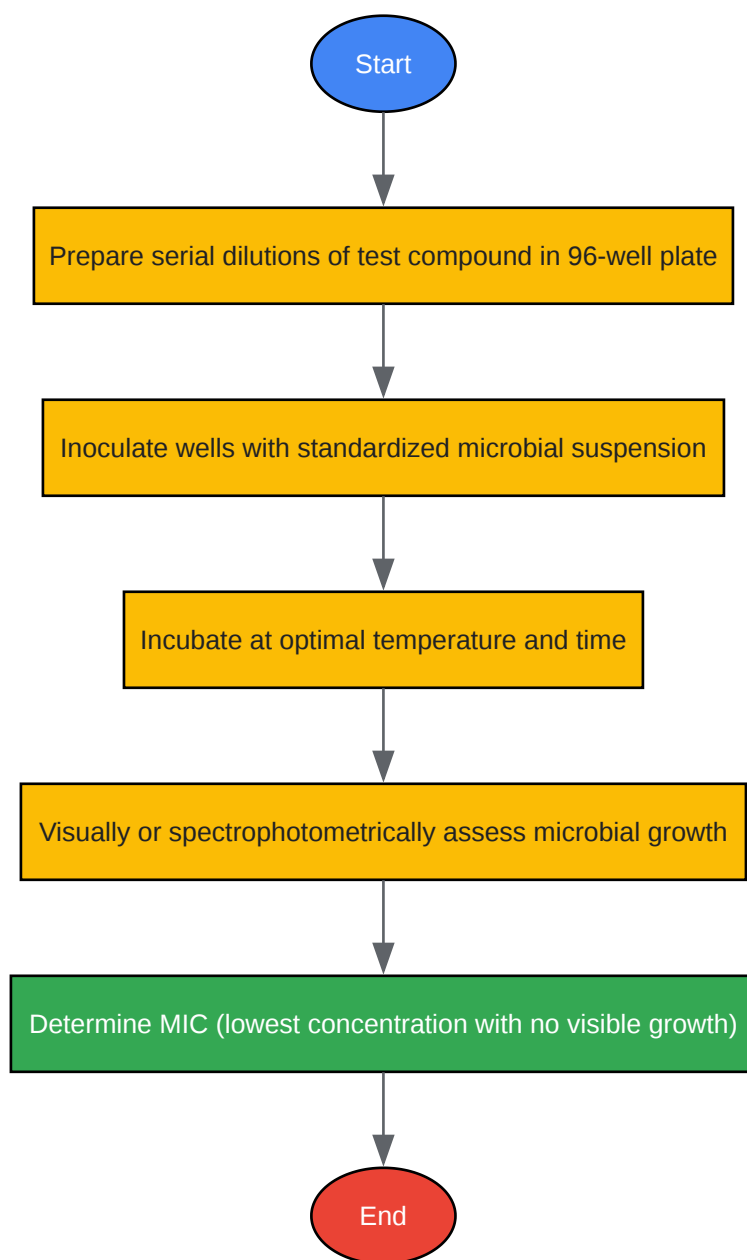 Start
Prepare serial dilutions of test compound in 96-well plate
Inoculate wells with standardized microbial suspension
Incubate at optimal temperature and time
Visually or spectrophotometrically assess microbial growth
Determine MIC (lowest concentration with no visible growth)
End